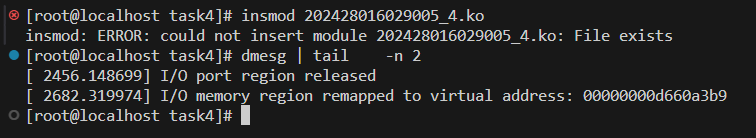 [root@localhost task4]# insmod 202428016029005_4.ko
insmod: ERROR: could not insert module 202428016029005_4.ko: File exists
[root@localhost task4]# dmesg | tail    -n 2
[ 2456.148699] I/O port region released
[ 2682.319974] I/O memory region remapped to virtual address: 00000000d660a3b9
[root@localhost task4]#